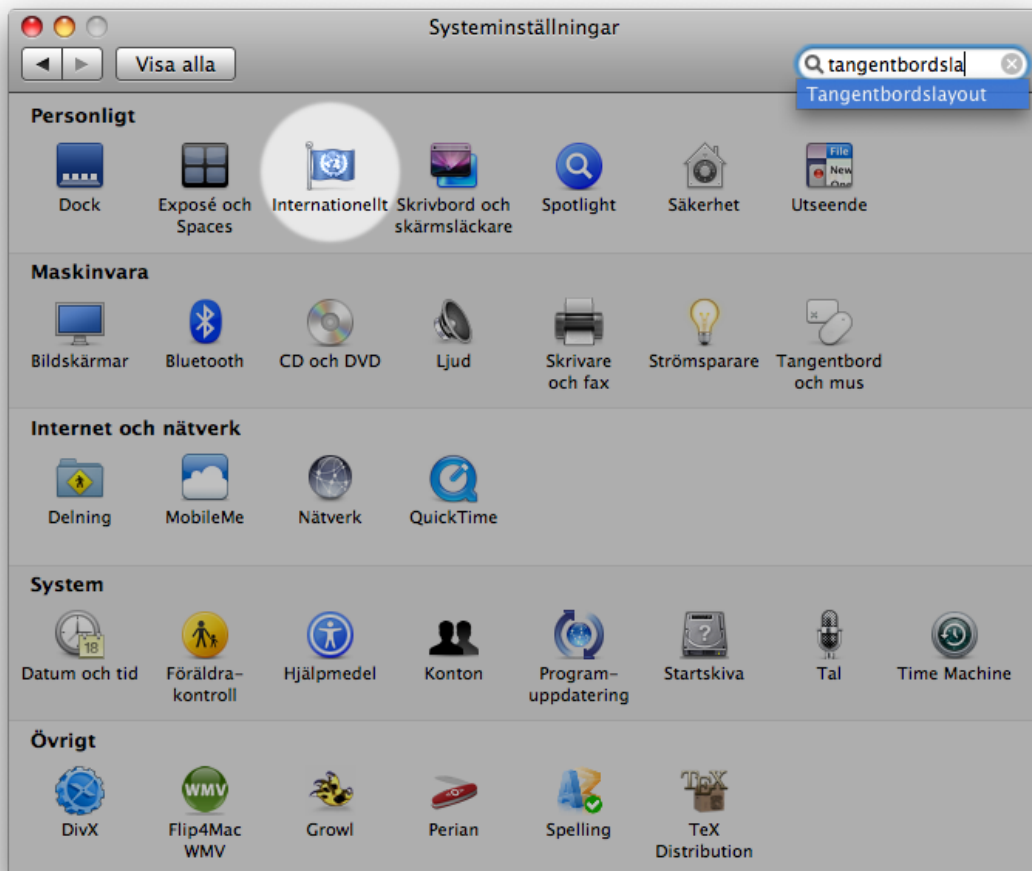 Systeminställningar
Visa alla
tangentbordsla
Tangentbordslayout
Personligt
File
New
One
Dock
Exposé och
Spaces
Internationellt
Skrivbord och
skärmsläckare
Spotlight
Säkerhet
Utseende
Maskinvara
Bildskärmar
Bluetooth
CD och DVD
Ljud
Skrivare
och fax
Strömsparare
Tangentbord
och mus
Internet och nätverk
Delning
MobileMe
Nätverk
QuickTime
System
18
?
Datum och tid
Föräldra-
kontroll
Hjälpmedel
Konton
Program-
uppdatering
Startskiva
Tal
Time Machine
Övrigt
WMV
TeX
DivX
Flip4Mac
WMV
Growl
Perian
Spelling
TeX
Distribution